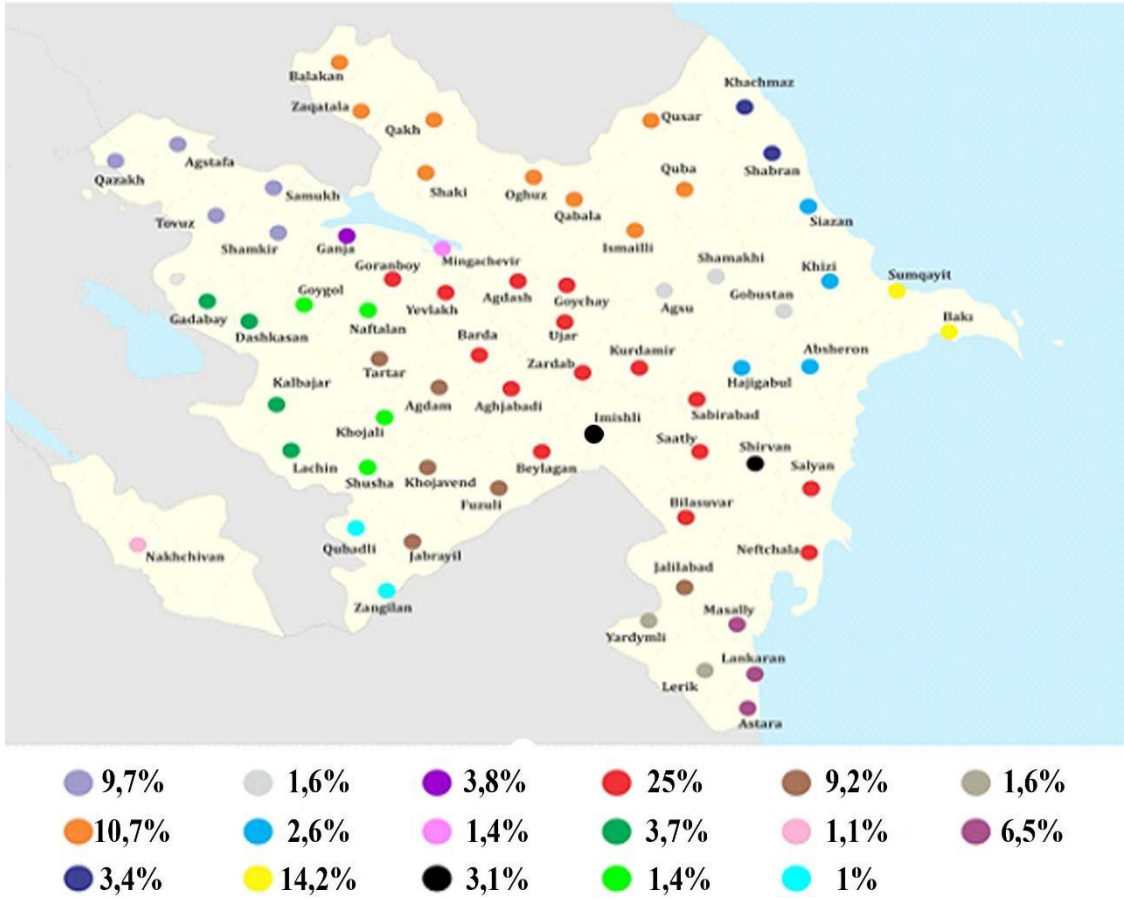 Khachmaz
Balakan
Zaqatala
Qakh
Qusar
Agstafa
Shabran
Qazakh
Quba
Shaki
Oghuz
Samukh
Qabala
Siazan
Tovuz
Shamkir
Ganja
Ismailli
Mingachevir
Goranboy
Shamakhi
Khizi
Sumqayit
Goygol
Agdash
Goychay
Gobustan
Yevlakh
Agsu
Gadabay
Naftalan
Bakı
Dashkasan
Barda
Ujar
Kurdamir
Absheron
Zardab
Tartar
Hajigabul
Kalbajar
Agdam
Aghjabadi
Imishli
Sabirabad
Khojali
Saatly
Shirvan
Beylagan
Salyan
Lachin
Shusha
Khojavend
Fuzuli
Bilasuvar
Qubadli
Jabrayil
Neftchala
Nakhchivan
Jalilabad
Zangilan
Masally
Yardymli
Lankaran
Lerik
Astara
9,7% 1,6% 3,8% 25% 9,2% 1,6%
10,7% 2,6% 1,4% 3,7% 1,1% 6,5%
3,4% 14,2% 3,1% 1,4% 1%